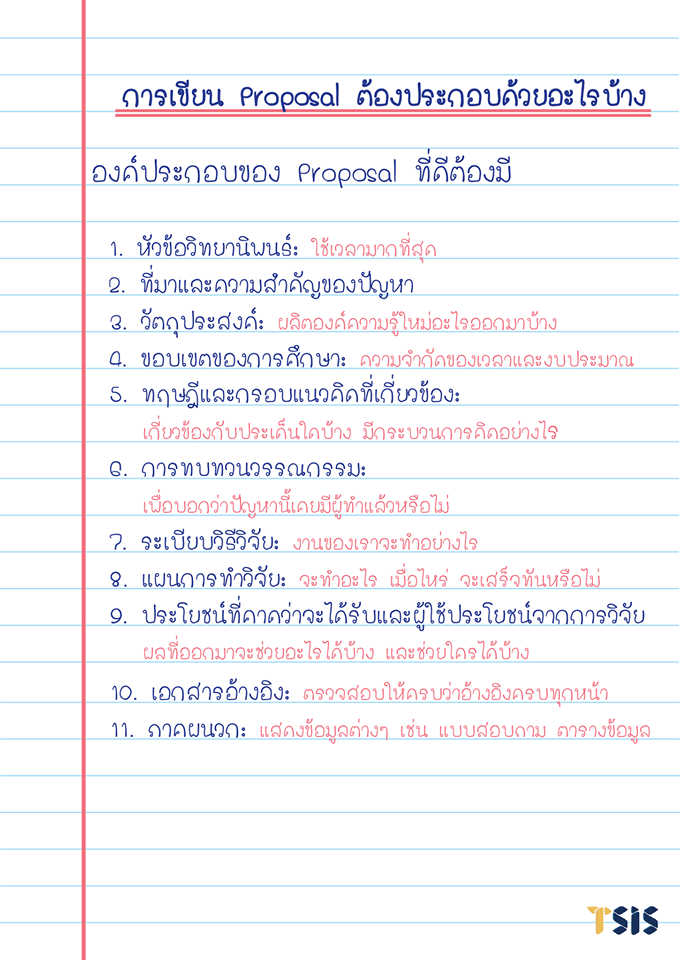 การเขียน Proposal ต้องประกอบด้วยอะไรบ้าง
องค์ประกอบของ Proposal ที่ดีต้องมี
1. หัวข้อวิทยานิพนธ์: ใช้เวลามากที่สุด
2. ที่มาและความสำคัญของปัญหา
3. วัตถุประสงค์: ผลิตองค์ความรู้ใหม่อะไรออกมาบ้าง
4. ขอบเขตของการศึกษา: ความจำกัดของเวลาและงบประมาณ
5. ทฤษฎีและกรอบแนวคิดที่เกี่ยวข้อง:
เกี่ยวข้องกับประเด็นใดบ้าง มีกระบวนการคิดอย่างไร
6. การทบทวนวรรณกรรม:
เพื่อบอกว่าปัญหานี้เคยมีผู้ทำแล้วหรือไม่
7. ระเบียบวิธีวิจัย: งานของเราจะทำอย่างไร
8. แผนการทำวิจัย: จะทำอะไร เมื่อไหร่ จะเสร็จทันหรือไม่
9. ประโยชน์ที่คาดว่าจะได้รับและผู้ใช้ประโยชน์จากการวิจัย
ผลที่ออกมาจะช่วยอะไรได้บ้าง และช่วยใครได้บ้าง
10. เอกสารอ้างอิง: ตรวจสอบให้ครบว่าอ้างอิงครบทุกหน้า
11. ภาคผนวก: แสดงข้อมูลต่างๆ เช่น แบบสอบถาม ตารางข้อมูล
TSIS